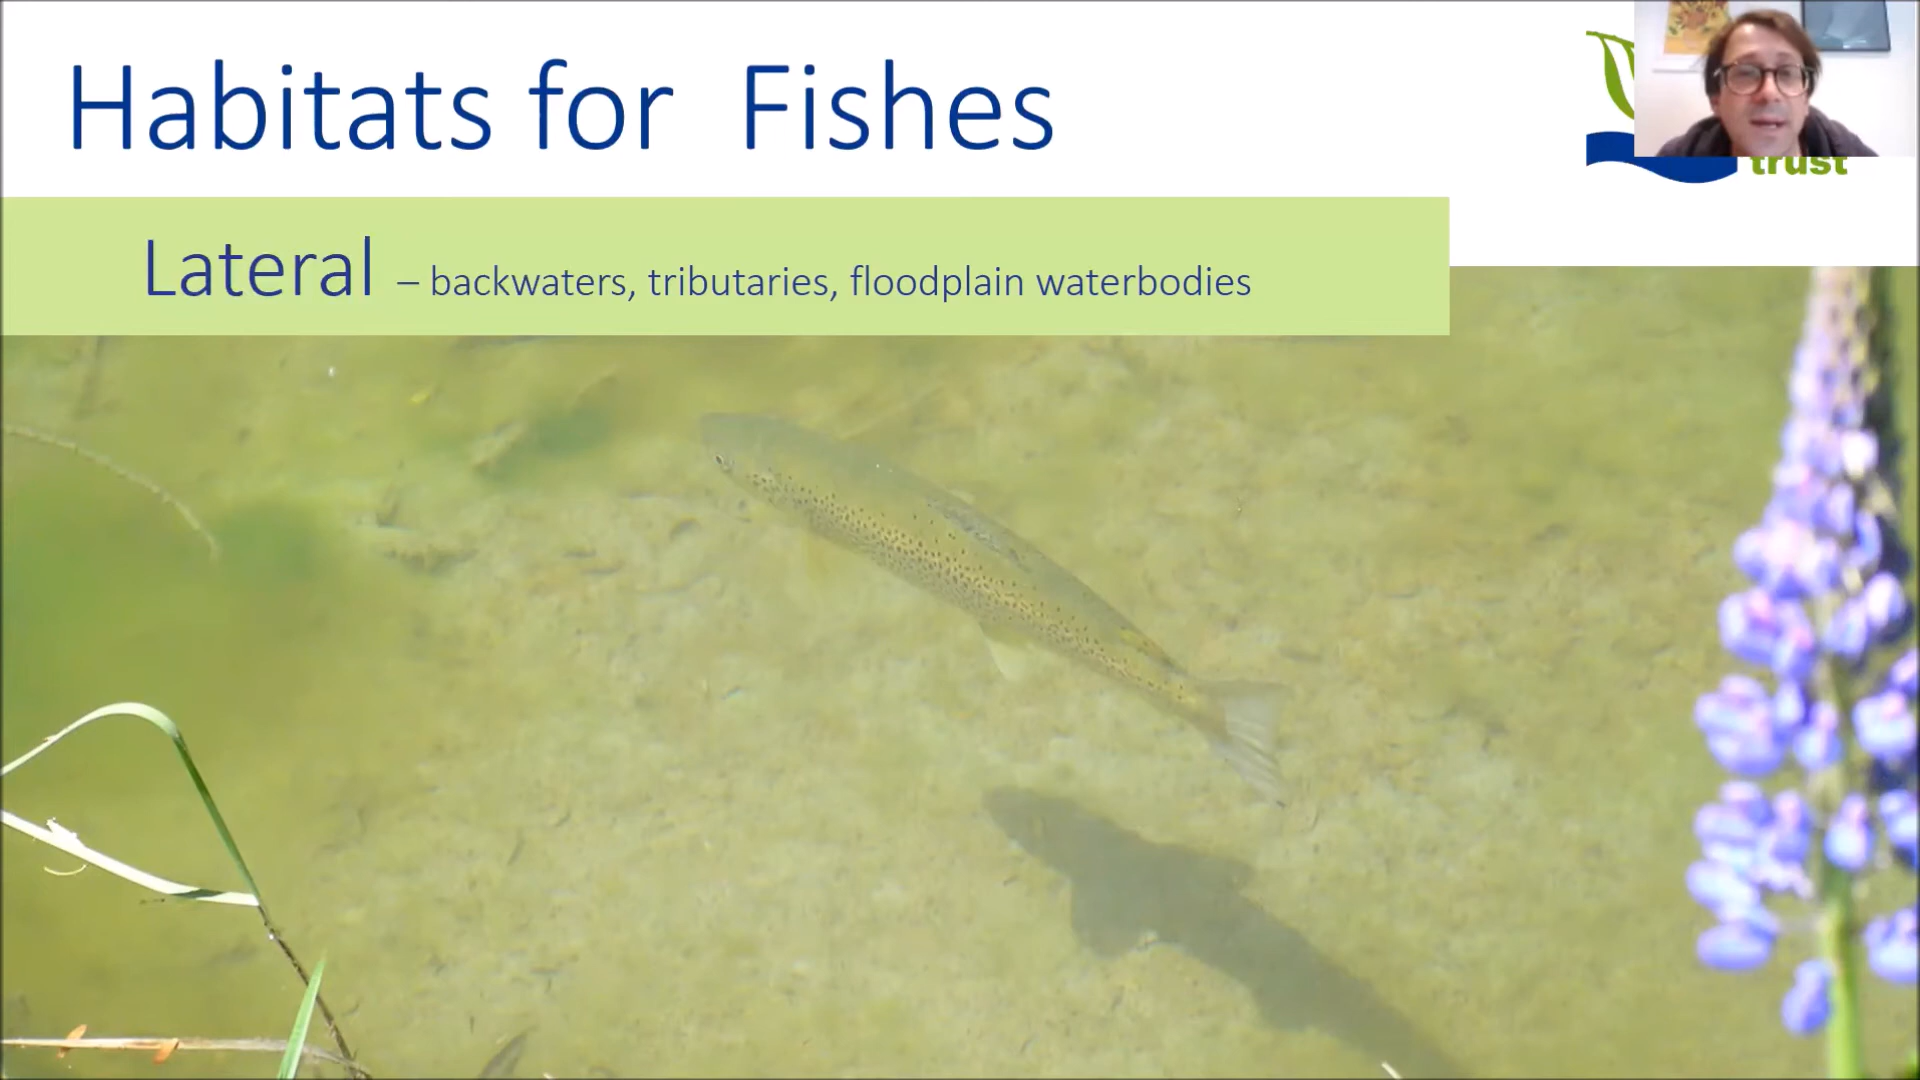 Habitats for Fishes
Lateral – backwaters, tributaries, floodplain waterbodies
trust